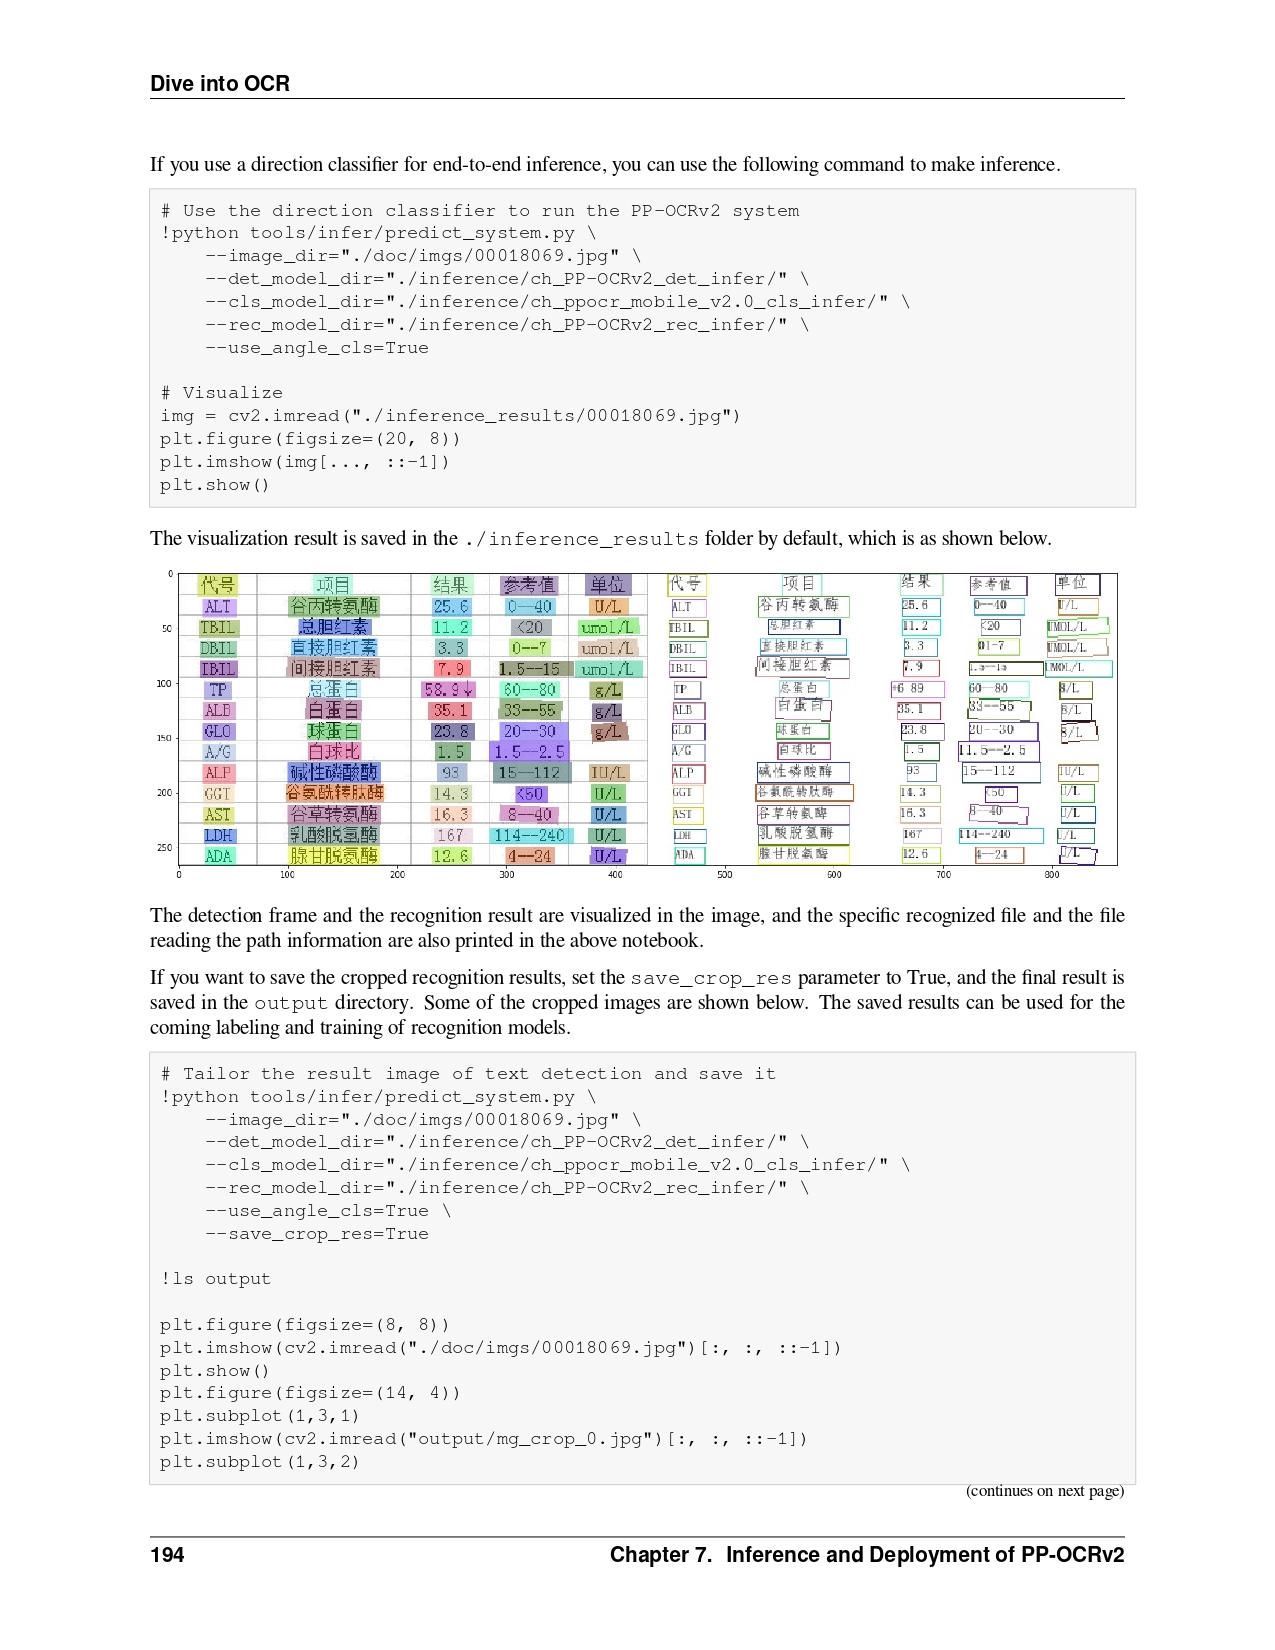 Dive into OCR
If you use a direction classifier for end-to-end inference, you can use the following command to make inference.
# Use the direction classifier to run the PP-OCRv2 system
!python tools/infer/predict_system.py \
    --image_dir="./doc/imgs/00018069.jpg" \
    --det_model_dir="./inference/ch_PP-OCRv2_det_infer/" \
    --cls_model_dir="./inference/ch_ppocr_mobile_v2.0_cls_infer/" \
    --rec_model_dir="./inference/ch_PP-OCRv2_rec_infer/" \
    --use_angle_cls=True
# Visualize
img = cv2.imread("./inference_results/00018069.jpg")
plt.figure(figsize=(20, 8))
plt.imshow(img[..., ::-1])
plt.show()
The visualization result is saved in the ./inference_results folder by default, which is as shown below.
0 代号 项目 结果 参考值 单位 代号 项目 结果 参考值 单位
ALT 谷丙转氨酶 25.6 0--40 U/L ALT 谷丙转氨酶 25.6 0--40 U/L
50 TBIL 总胆红素 11.2 <20 umol/L TBIL 总胆红素 11.2 <20 UMOL/L
DBIL 直接胆红素 3.3 0--7 umol/L DBIL 直接胆红素 3.3 01-7 UMOL/L
IBIL 间接胆红素 7.9 1.5--15 umol/L IBIL 间接胆红素 7.9 1.5--15 UMOL/L
100 TP 总蛋白 58.9↓ 60--80 g/L TP 总蛋白 +6 89 60--80 8/L
ALB 白蛋白 35.1 33--55 g/L ALB 白蛋白 35.1 33--55 8/L
150 GLO 球蛋白 23.8 20--30 g/L GLO 球蛋白 23.8 20--30 8/L
A/G 白球比 1.5 1.5--2.5 A/G 白球比 1.5 11.5--2.5
ALP 碱性磷酸酶 93 15--112 IU/L ALP 碱性磷酸酶 93 15--112 IU/L
200 GGT 谷氨酰转肽酶 14.3 <50 U/L GGT 谷氨酰转肽酶 14.3 <50 U/L
AST 谷草转氨酶 16.3 8--40 U/L AST 谷草转氨酶 16.3 8--40 U/L
LDH 乳酸脱氢酶 167 114--240 U/L LDH 乳酸脱氢酶 167 114--240 U/L
250 ADA 腺甘脱氨酶 12.6 4--24 U/L ADA 腺甘脱氨酶 12.6 4--24 U/L
0 100 200 300 400 500 600 700 800
The detection frame and the recognition result are visualized in the image, and the specific recognized file and the file
reading the path information are also printed in the above notebook.
If you want to save the cropped recognition results, set the save_crop_res parameter to True, and the final result is
saved in the output directory. Some of the cropped images are shown below. The saved results can be used for the
coming labeling and training of recognition models.
# Tailor the result image of text detection and save it
!python tools/infer/predict_system.py \
    --image_dir="./doc/imgs/00018069.jpg" \
    --det_model_dir="./inference/ch_PP-OCRv2_det_infer/" \
    --cls_model_dir="./inference/ch_ppocr_mobile_v2.0_cls_infer/" \
    --rec_model_dir="./inference/ch_PP-OCRv2_rec_infer/" \
    --use_angle_cls=True \
    --save_crop_res=True
!ls output
plt.figure(figsize=(8, 8))
plt.imshow(cv2.imread("./doc/imgs/00018069.jpg")[:, :, ::-1])
plt.show()
plt.figure(figsize=(14, 4))
plt.subplot(1,3,1)
plt.imshow(cv2.imread("output/mg_crop_0.jpg")[:, :, ::-1])
plt.subplot(1,3,2)
(continues on next page)
194 Chapter 7. Inference and Deployment of PP-OCRv2